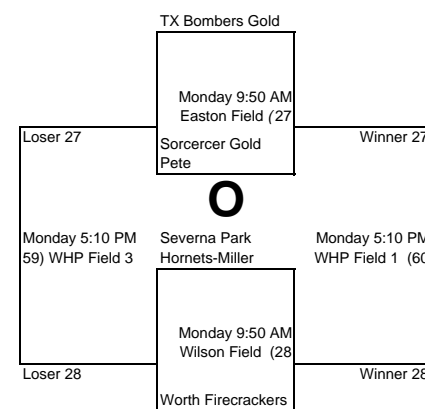 TX Bombers Gold
Monday 9:50 AM
Easton Field (27
Loser 27
Winner 27
Sorcercer Gold
Pete
O
Monday 5:10 PM
59) WHP Field 3
Severna Park
Hornets-Miller
Monday 5:10 PM
WHP Field 1 (60
Monday 9:50 AM
Wilson Field (28
Loser 28
Winner 28
Worth Firecrackers